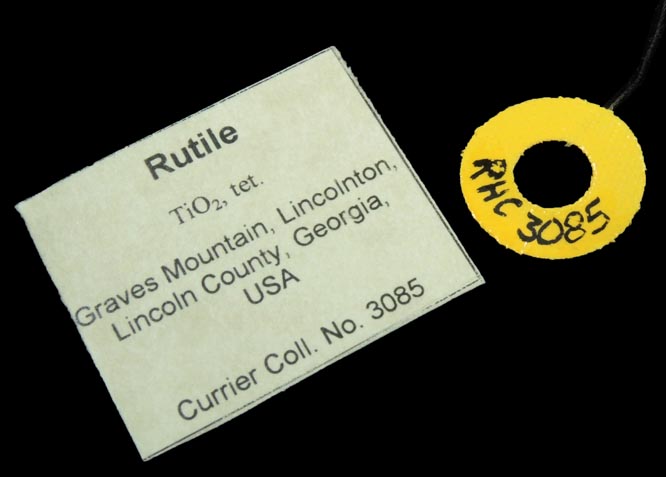 Rutile
TiO2, tet.
Graves Mountain, Lincolnton,
Lincoln County, Georgia,
USA
Currier Coll. No. 3085
RHC 3085